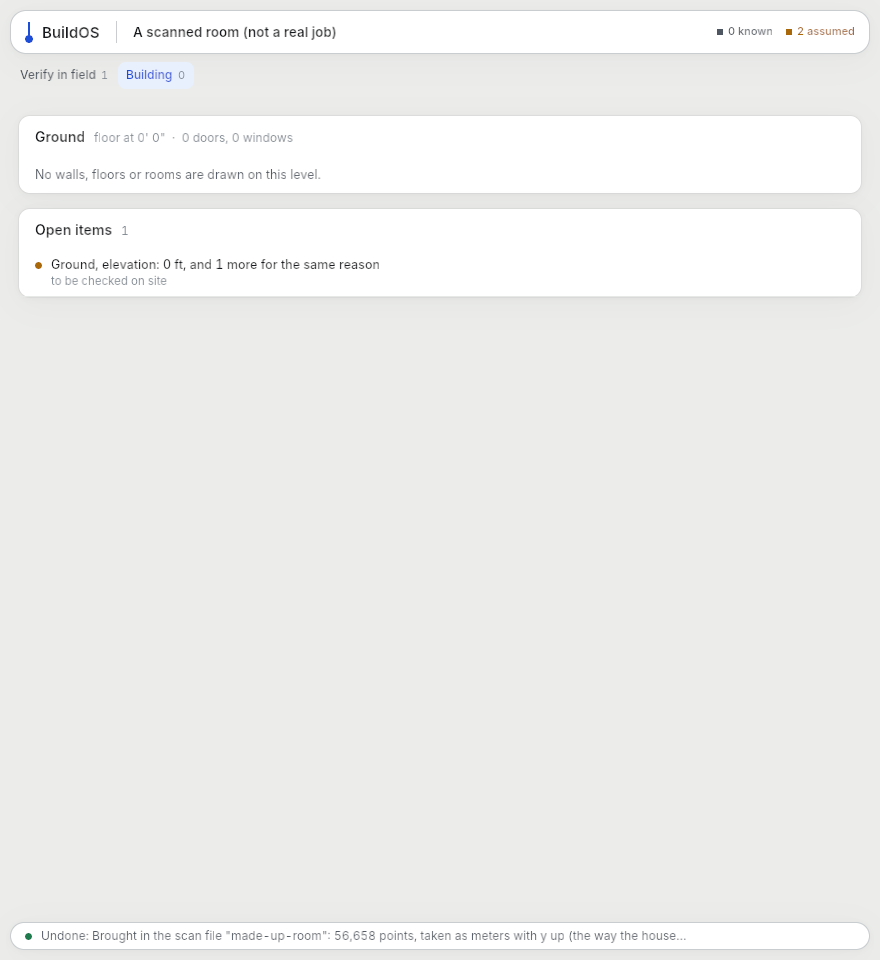 BuildOS
A scanned room (not a real job)
0 known
2 assumed
Verify in field 1
Building 0
Ground floor at 0' 0" · 0 doors, 0 windows
No walls, floors or rooms are drawn on this level.
Open items 1
Ground, elevation: 0 ft, and 1 more for the same reason
to be checked on site
Undone: Brought in the scan file "made-up-room": 56,658 points, taken as meters with y up (the way the house...